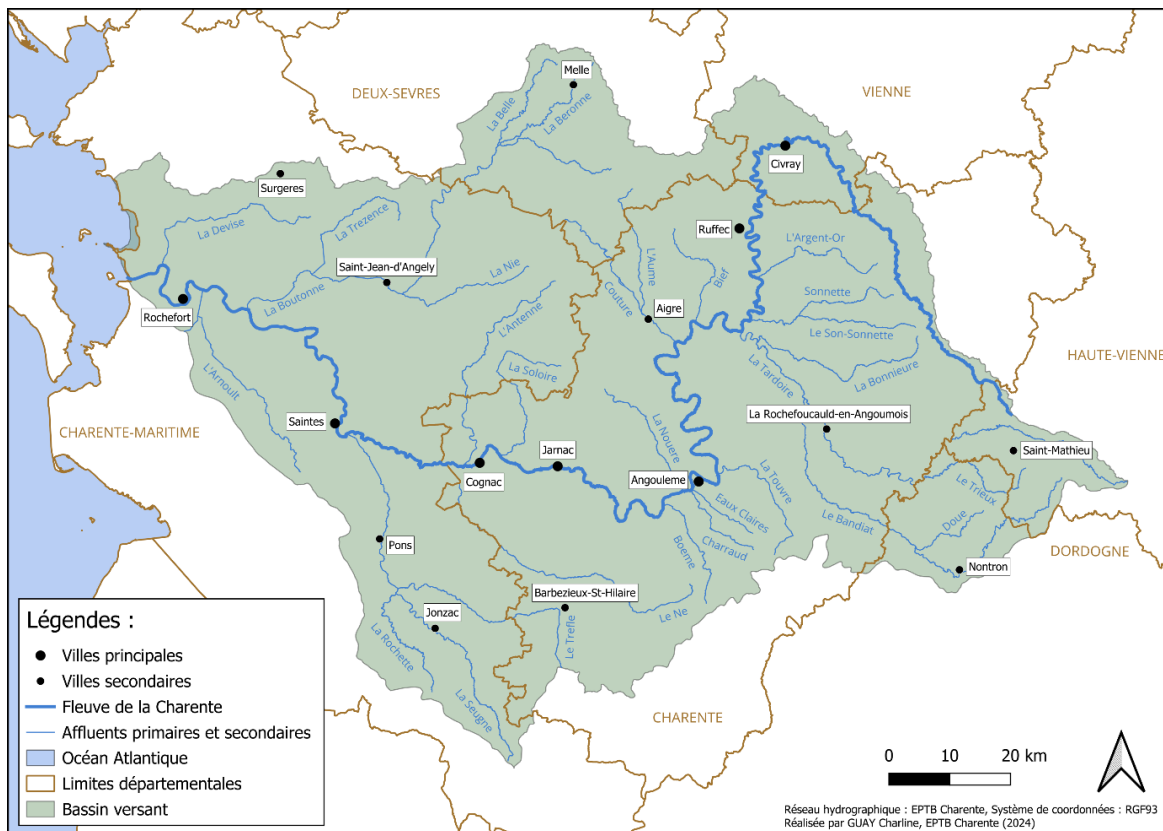 Melle
DEUX-SEVRES
VIENNE
La Belle
La Beronne
Civray
Surgeres
La Devise
La Trezence
Ruffec
L'Argent-Or
Saint-Jean-d'Angely
La Nie
L'Aume
Bief
Sonnette
Rochefort
La Boutonne
Couture
Aigre
L'Antenne
Le Son-Sonnette
HAUTE-VIENNE
La Soloire
La Tardoire
La Bonnieure
L'Arnoult
La Rochefoucauld-en-Angoumois
Saintes
CHARENTE-MARITIME
La Nouere
Saint-Mathieu
Jarnac
Cognac
Angouleme
La Touvre
Le Trieux
Eaux Claires
Le Bandiat
Doue
Charraud
Boeme
Pons
DORDOGNE
Nontron
Barbezieux-St-Hilaire
Le Ne
Jonzac
La Rochette
Le Trefle
La Seugne
CHARENTE
Légendes :
Villes principales
Villes secondaires
Fleuve de la Charente
Affluents primaires et secondaires
Océan Atlantique
Limites départementales
Bassin versant
0 10 20 km
Réseau hydrographique : EPTB Charente, Système de coordonnées : RGF93
Réalisée par GUAY Charline, EPTB Charente (2024)